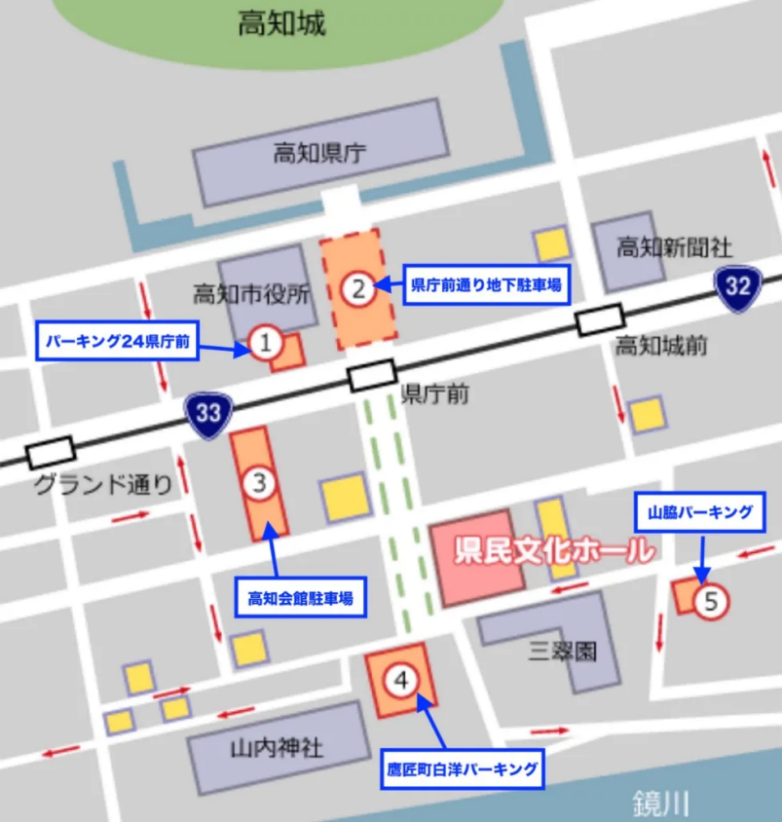 高知城
高知県庁
高知新聞社
32
高知市役所
2
県庁前通り地下駐車場
パーキング24県庁前
1
高知城前
県庁前
33
グランド通り
3
山脇パーキング
県民文化ホール
高知会館駐車場
5
三翠園
4
山内神社
鷹匠町白洋パーキング
鏡川